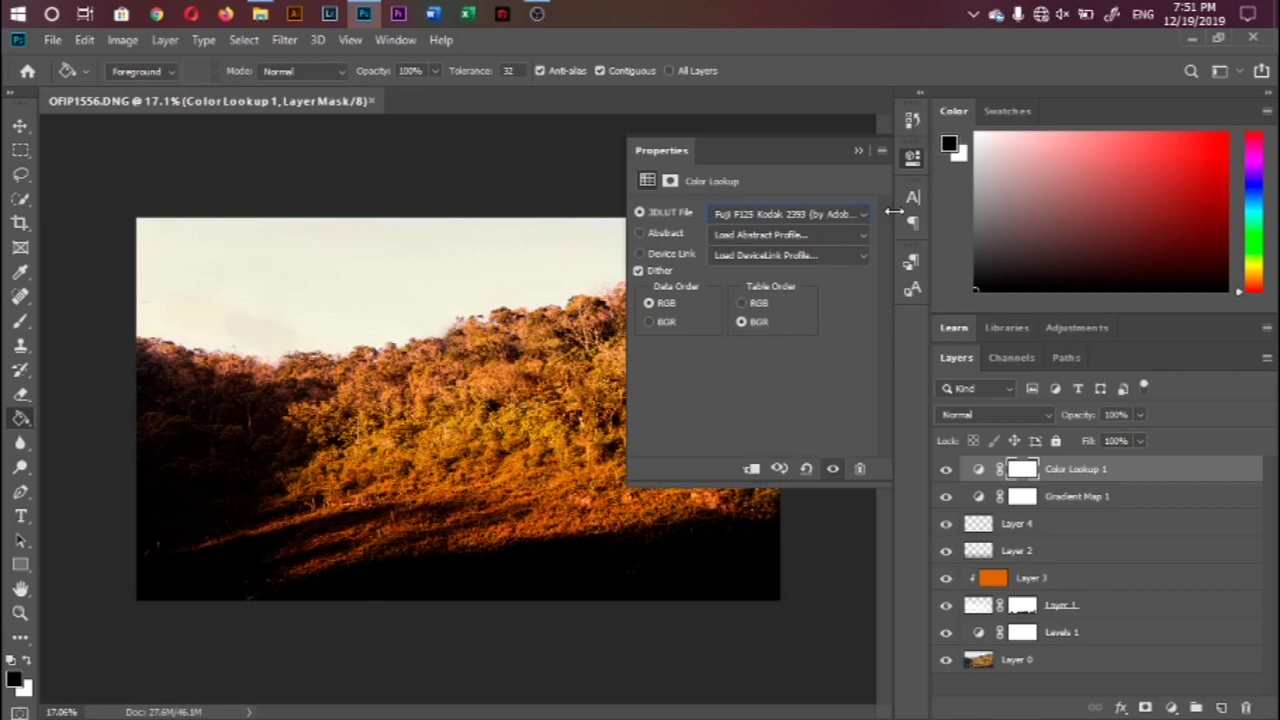 7:51 PM
ENG
12/19/2019
File Edit Image Layer Type Select Filter 3D View Window Help
Foreground Mode: Normal Opacity: 100% Tolerance: 32 Anti-alias Contiguous All Layers
OFIP1556.DNG @ 17.1% (Color Lookup 1, Layer Mask/8)
Color Swatches
Properties
Color Lookup
3DLUT File Fuji F125 Kodak 2393 (by Adob...
Abstract Load Abstract Profile...
Device Link Load DeviceLink Profile...
Dither
Data Order Table Order
RGB RGB
BGR BGR
Learn Libraries Adjustments
Layers Channels Paths
Kind
Normal Opacity: 100%
Lock: Fill: 100%
Color Lookup 1
Gradient Map 1
Layer 4
Layer 2
Layer 3
Layer 1
Levels 1
Layer 0
17.06% Doc: 27.6M/46.1M